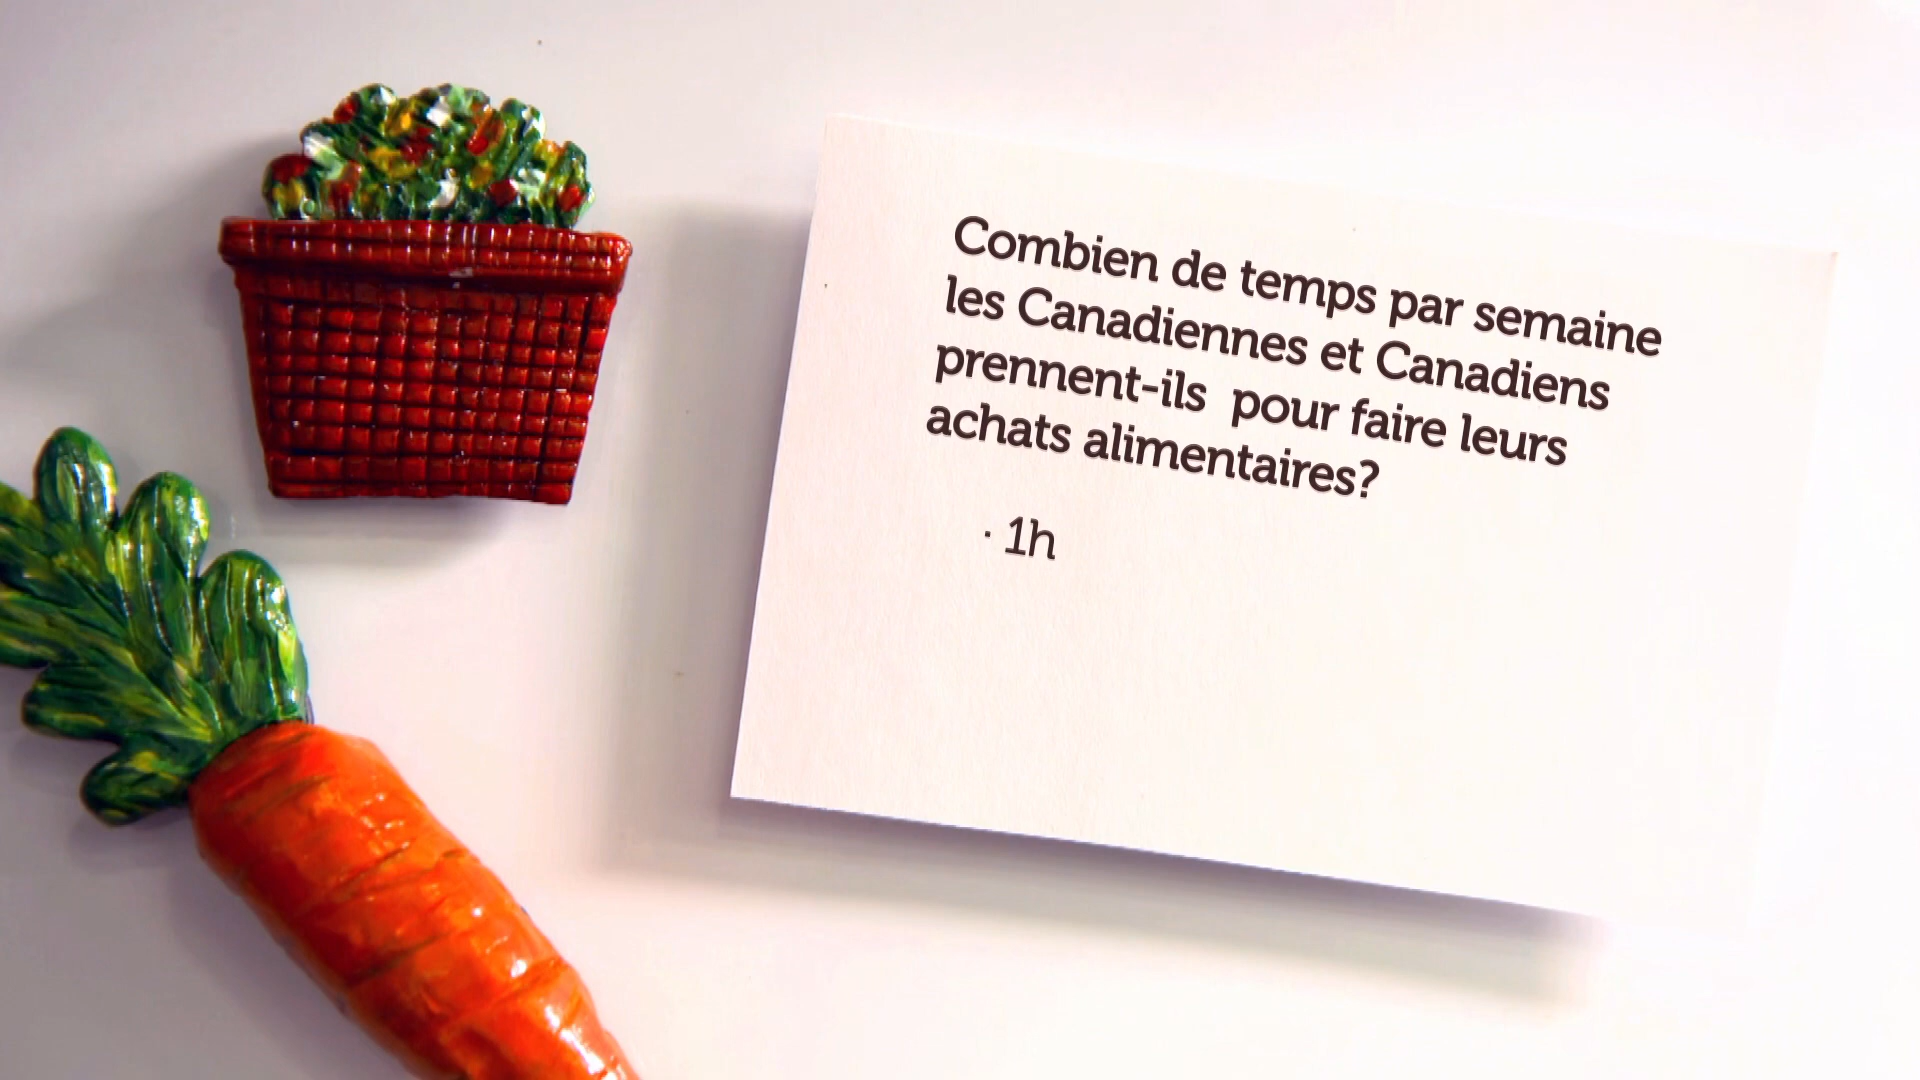 Combien de temps par semaine
les Canadiennes et Canadiens
prennent-ils pour faire leurs
achats alimentaires?
· 1h